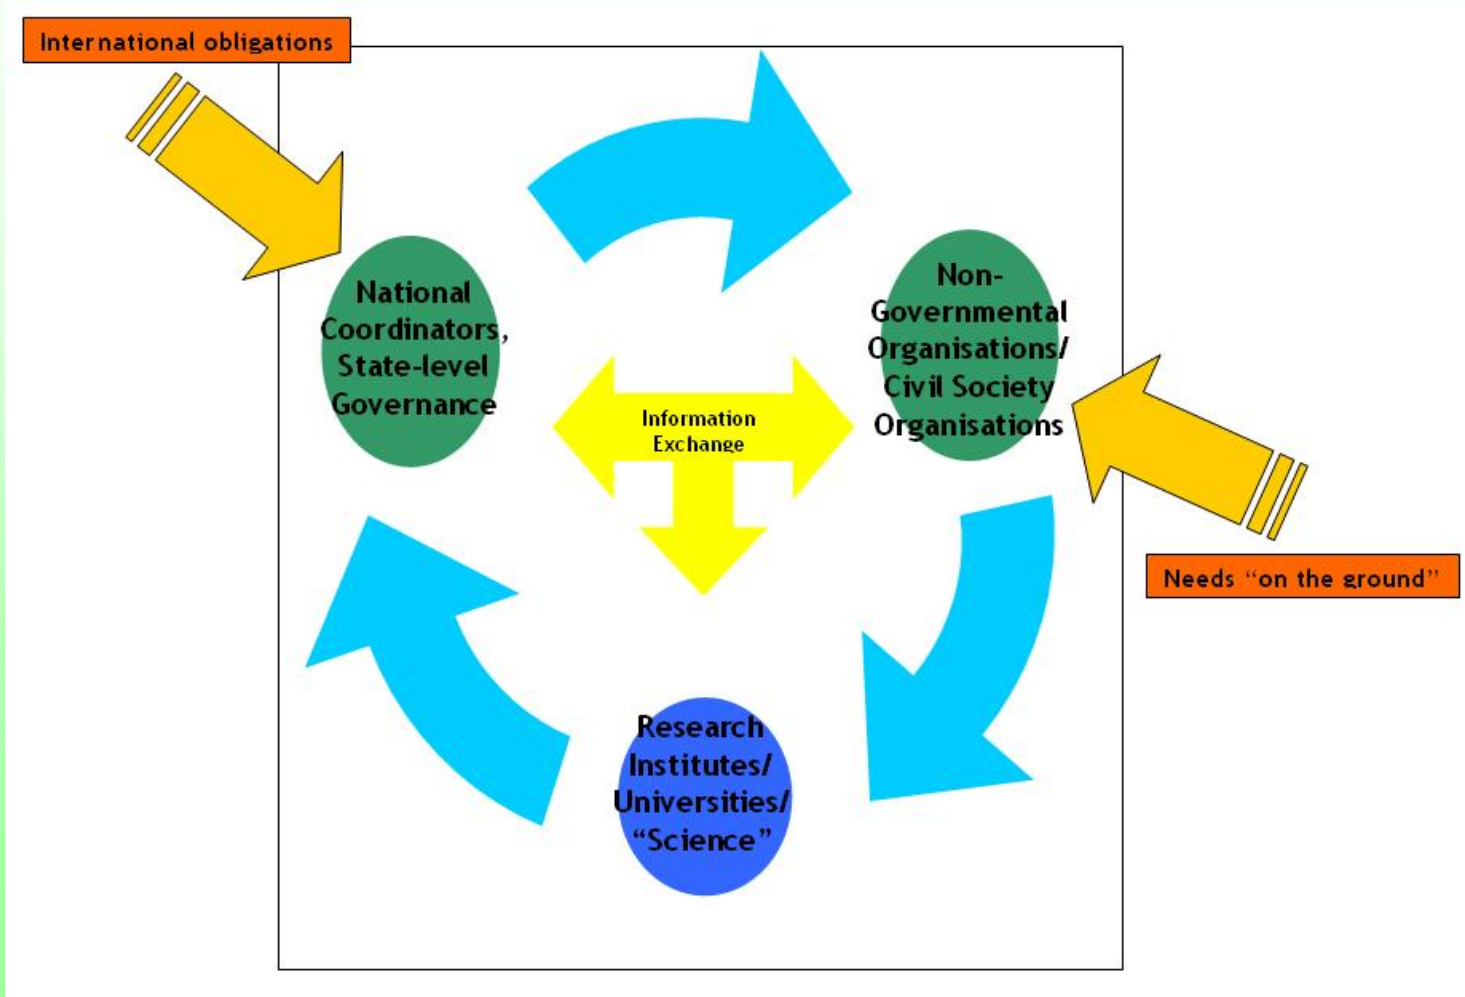 International obligations
National
Coordinators,
State-level
Governance
Non-
Governmental
Organisations/
Civil Society
Organisations
Information
Exchange
Needs “on the ground”
Research
Institutes/
Universities/
“Science”